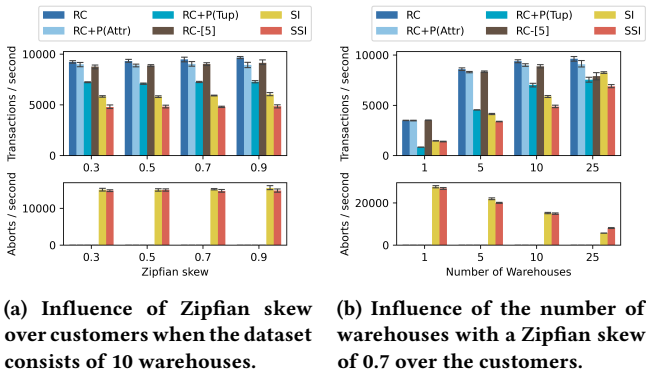 RC RC+P(Tup) SI
RC+P(Attr) RC-[5] SSI
Transactions / second
10000
5000
0
0.3 0.5 0.7 0.9
Aborts / second
10000
0
0.3 0.5 0.7 0.9
Zipfian skew
(a) Influence of Zipfian skew
over customers when the dataset
consists of 10 warehouses.
RC RC+P(Tup) SI
RC+P(Attr) RC-[5] SSI
Transactions / second
10000
5000
0
1 5 10 25
Aborts / second
20000
0
1 5 10 25
Number of Warehouses
(b) Influence of the number of
warehouses with a Zipfian skew
of 0.7 over the customers.